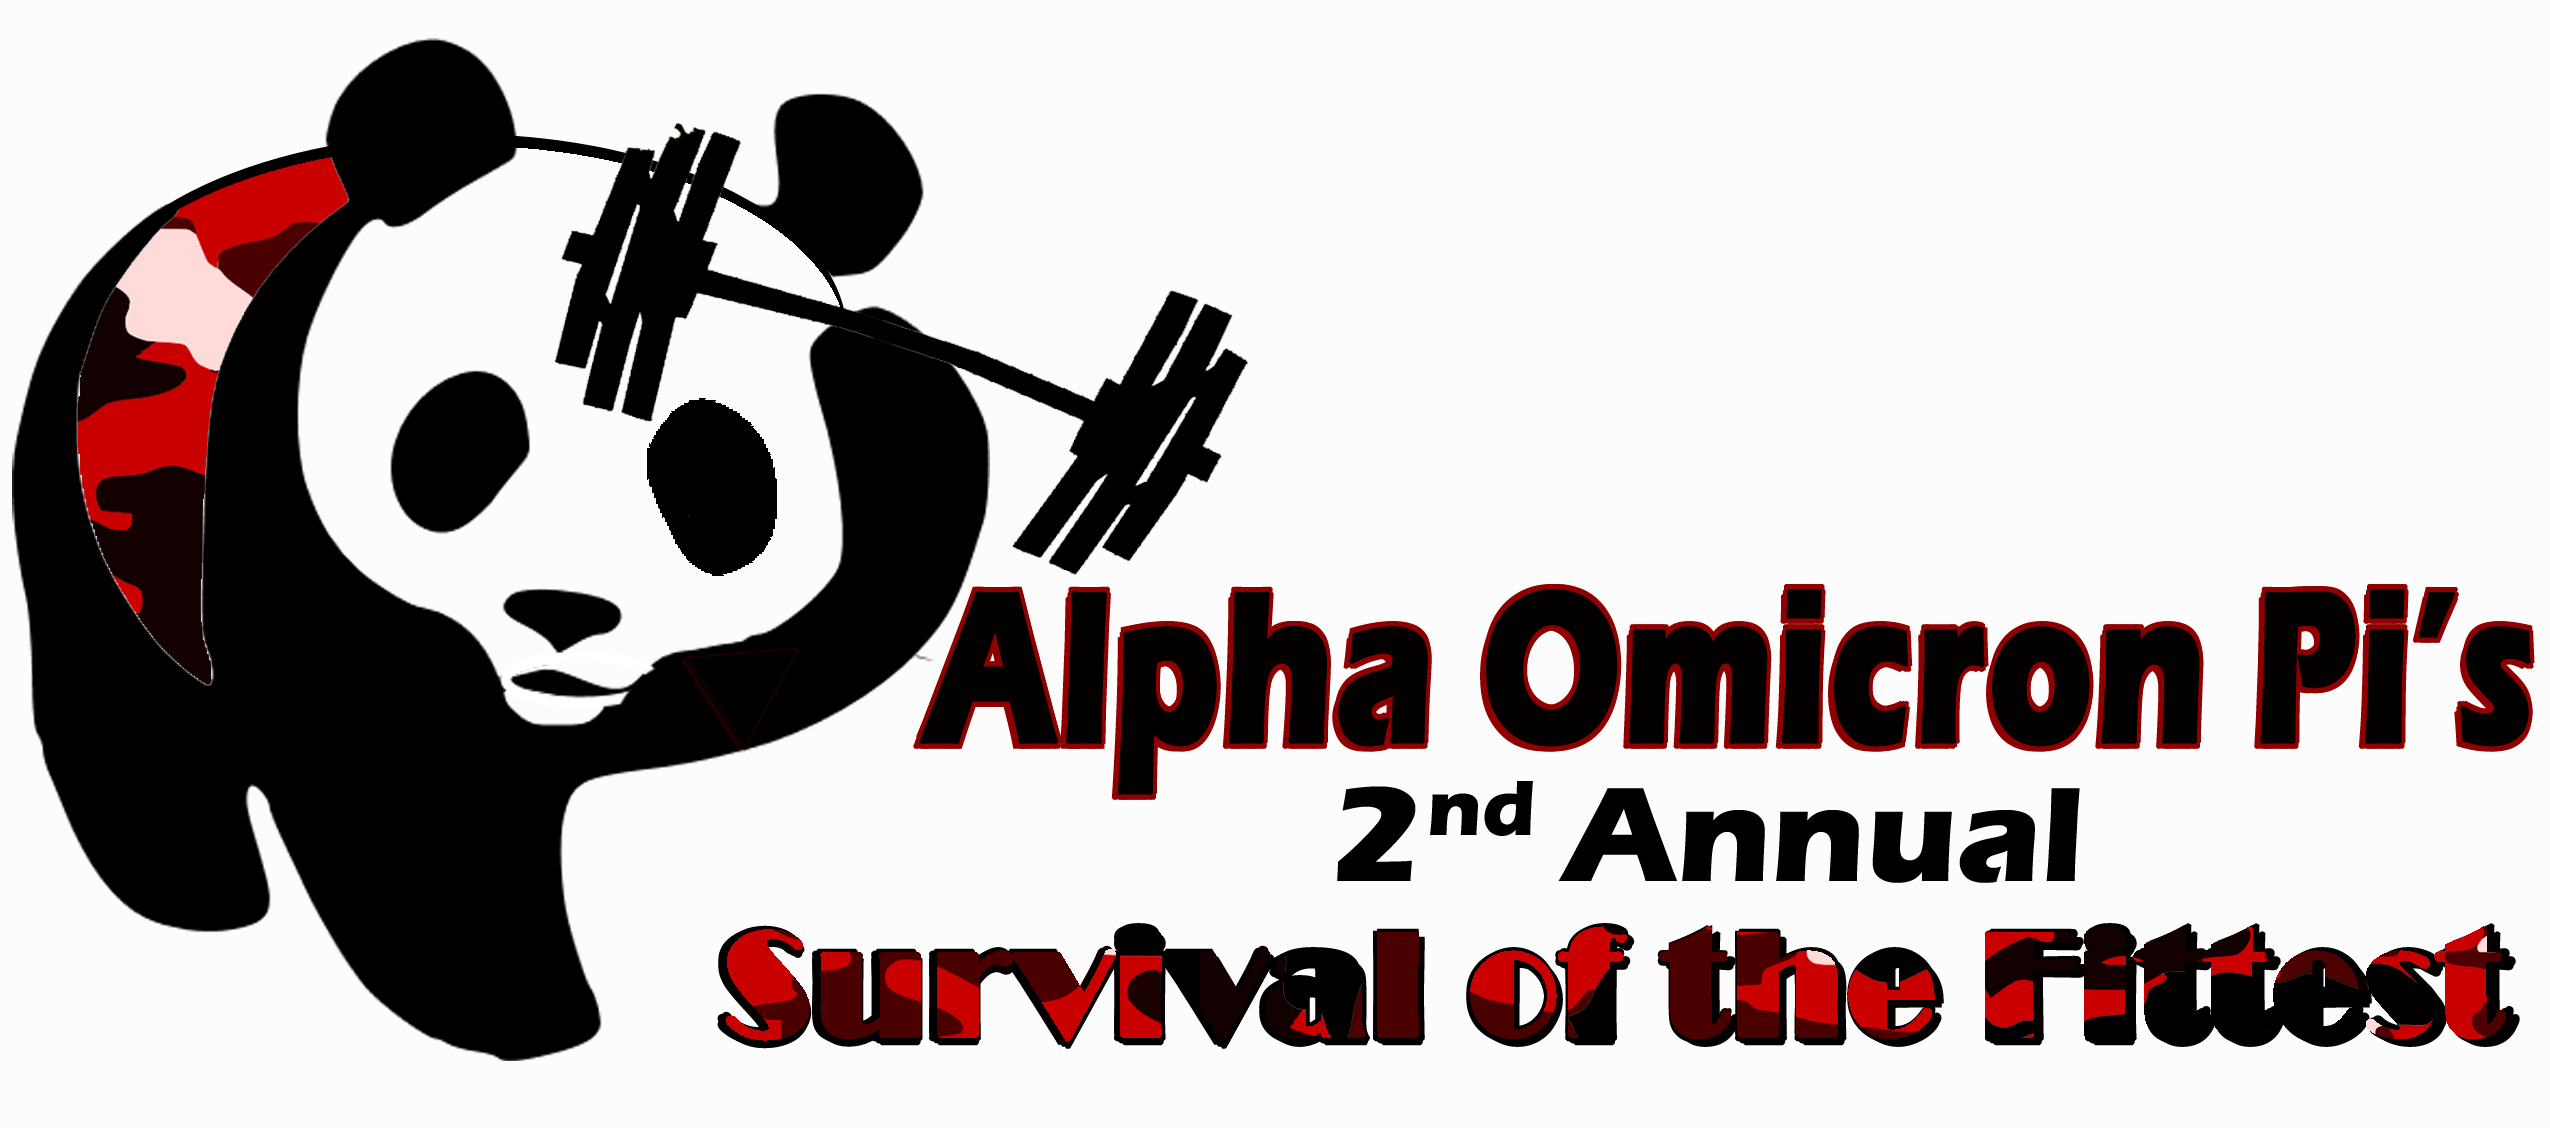 Alpha Omicron Pi's
2nd Annual
Survival of the Fittest